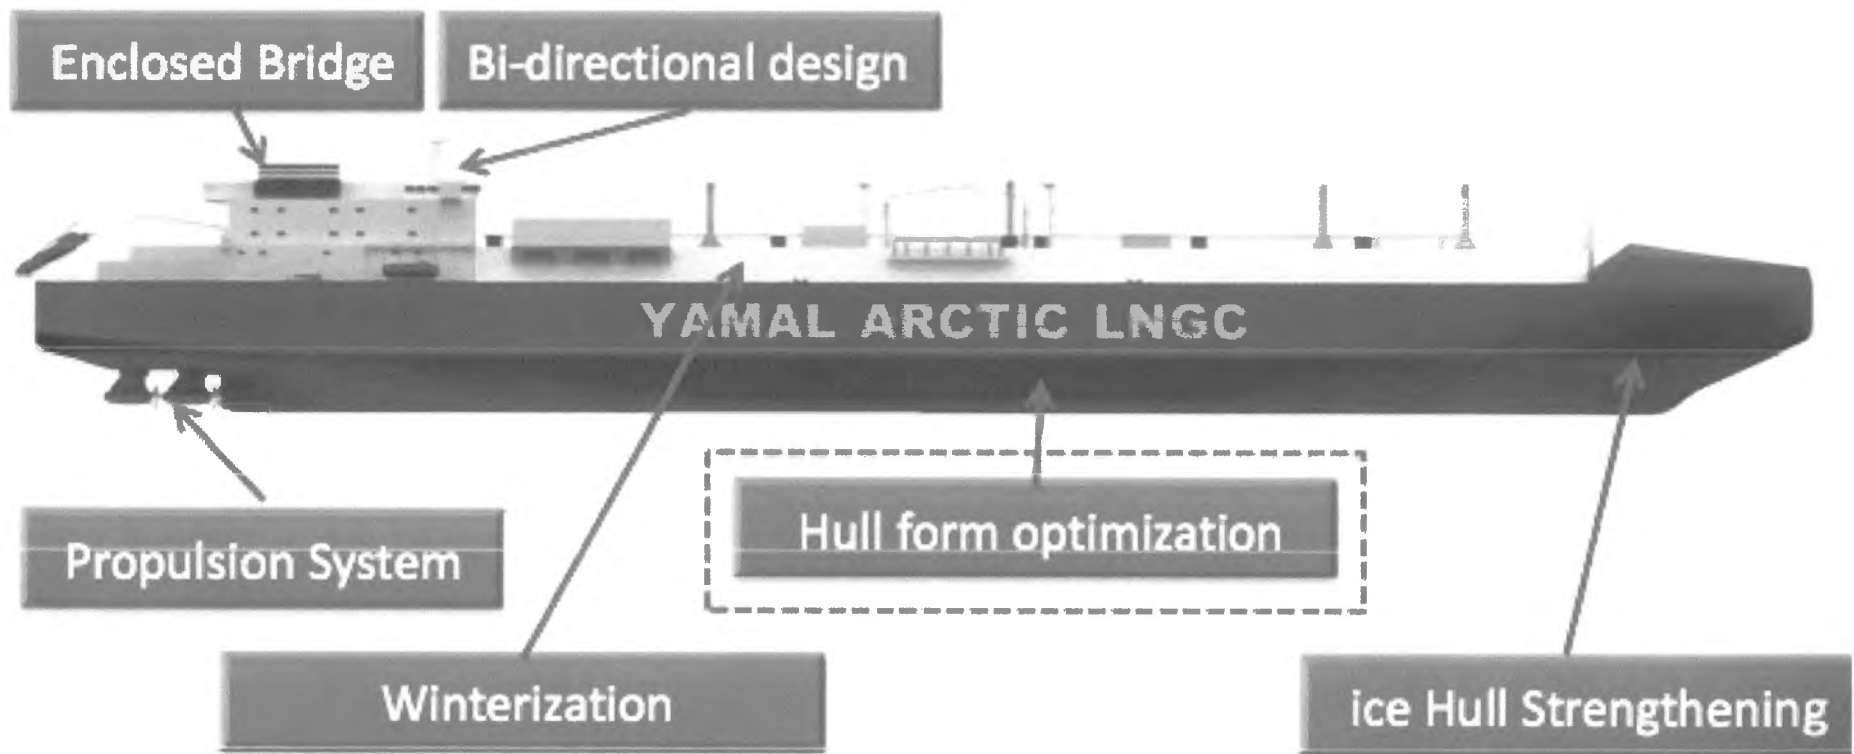 Enclosed Bridge
Bi-directional design
YAMAL ARCTIC LNGC
Propulsion System
Hull form optimization
Winterization
ice Hull Strengthening